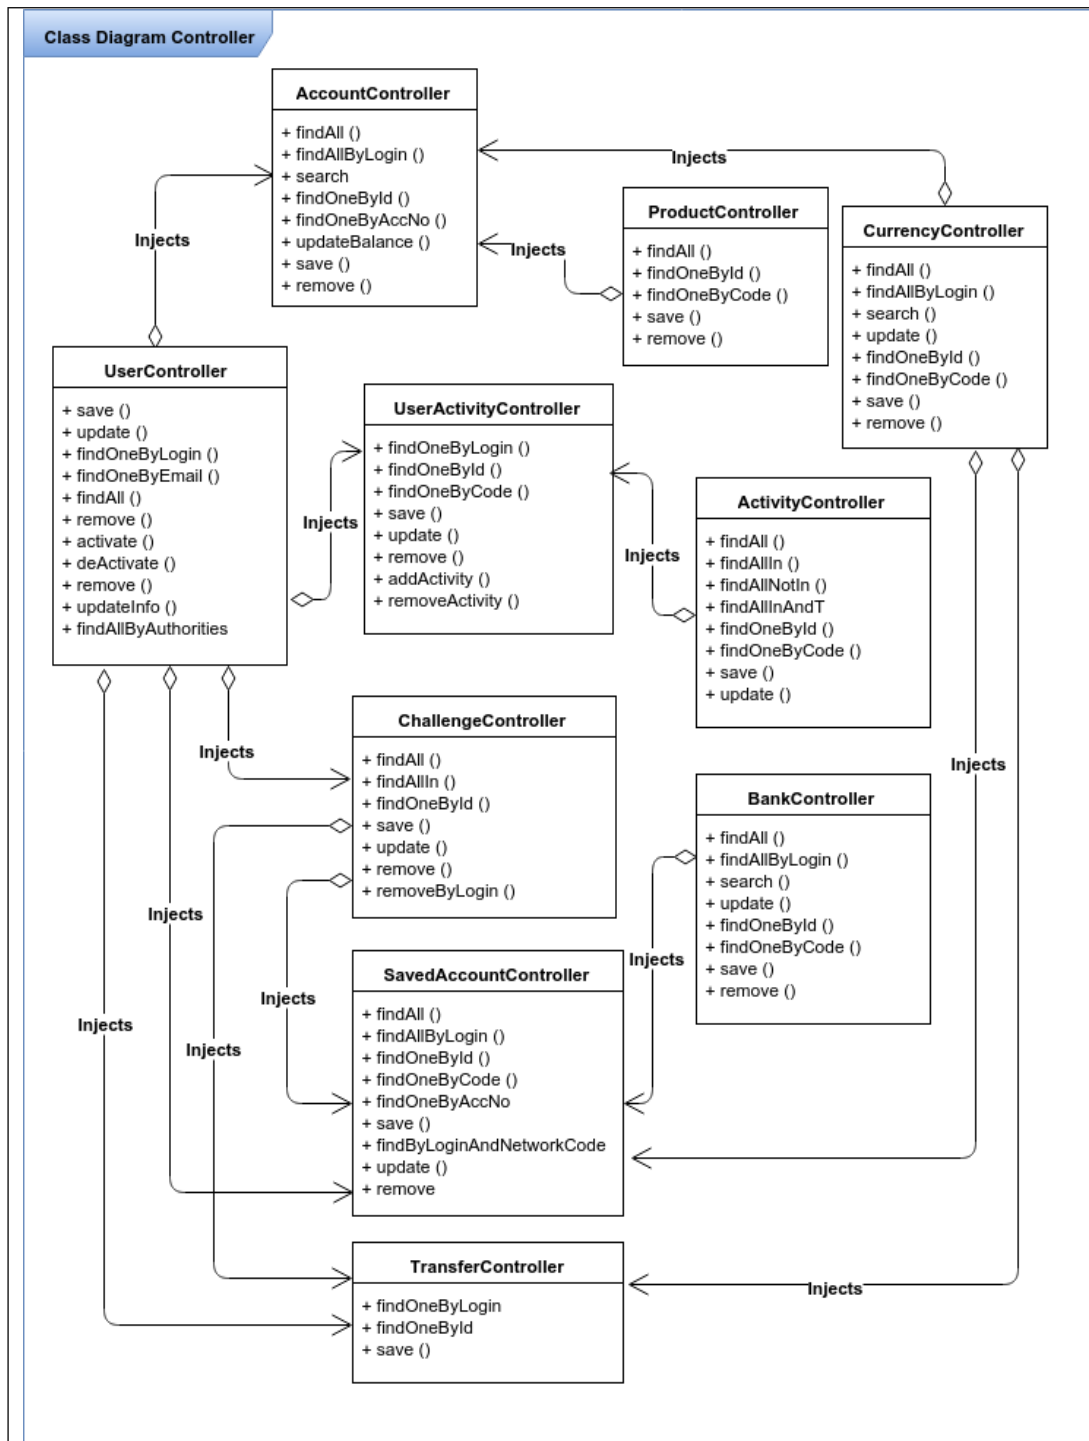 Class Diagram Controller
AccountController
+ findAll ()
+ findAllByLogin ()
+ search
+ findOneById ()
+ findOneByAccNo ()
+ updateBalance ()
+ save ()
+ remove ()
Injects
Injects
Injects
ProductController
+ findAll ()
+ findOneById ()
+ findOneByCode ()
+ save ()
+ remove ()
CurrencyController
+ findAll ()
+ findAllByLogin ()
+ search ()
+ update ()
+ findOneById ()
+ findOneByCode ()
+ save ()
+ remove ()
UserController
+ save ()
+ update ()
+ findOneByLogin ()
+ findOneByEmail ()
+ findAll ()
+ remove ()
+ activate ()
+ deActivate ()
+ remove ()
+ updateInfo ()
+ findAllByAuthorities
Injects
UserActivityController
+ findOneByLogin ()
+ findOneById ()
+ findOneByCode ()
+ save ()
+ update ()
+ remove ()
+ addActivity ()
+ removeActivity ()
Injects
ActivityController
+ findAll ()
+ findAllIn ()
+ findAllNotIn ()
+ findAllInAndT
+ findOneById ()
+ findOneByCode ()
+ save ()
+ update ()
Injects
ChallengeController
+ findAll ()
+ findAllIn ()
+ findOneById ()
+ save ()
+ update ()
+ remove ()
+ removeByLogin ()
Injects
BankController
+ findAll ()
+ findAllByLogin ()
+ search ()
+ update ()
+ findOneById ()
+ findOneByCode ()
+ save ()
+ remove ()
Injects
Injects
Injects
Injects
Injects
SavedAccountController
+ findAll ()
+ findAllByLogin ()
+ findOneById ()
+ findOneByCode ()
+ findOneByAccNo
+ save ()
+ findByLoginAndNetworkCode
+ update ()
+ remove
TransferController
+ findOneByLogin
+ findOneById
+ save ()
Injects